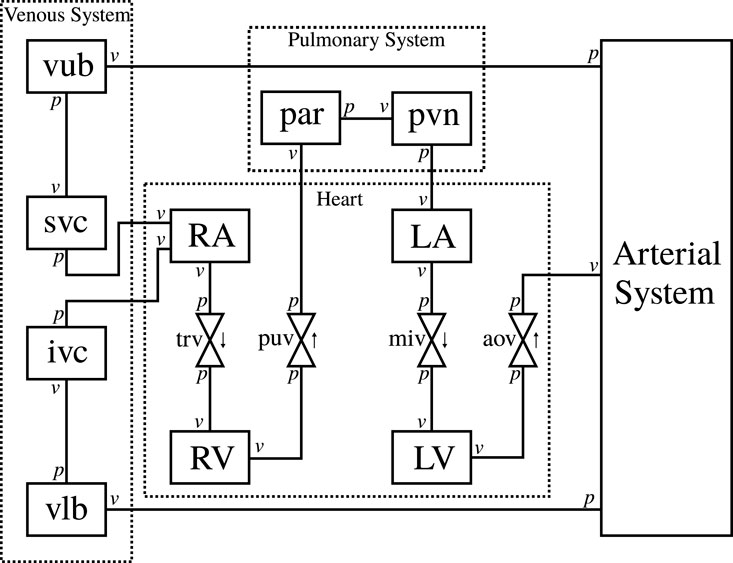 Venous System
Pulmonary System
vub
v
p
p
par
p
v
pvn
v
p
p
v
svc
p
Heart
v
v
RA
v
v
LA
v
v
Arterial
System
p
ivc
v
p
trv ↓
p
p
puv ↑
p
p
miv ↓
p
p
aov ↑
p
v
RV
v
v
LV
v
p
vlb
v
p